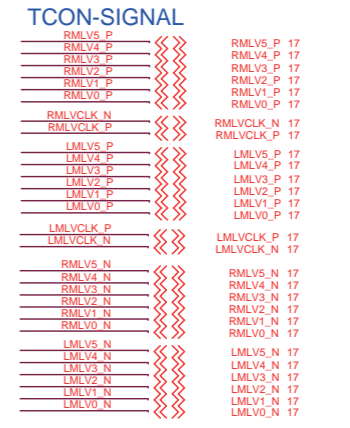 TCON-SIGNAL
RMLV5_P RMLV5_P 17
RMLV4_P RMLV4_P 17
RMLV3_P RMLV3_P 17
RMLV2_P RMLV2_P 17
RMLV1_P RMLV1_P 17
RMLV0_P RMLV0_P 17
RMLVCLK_N RMLVCLK_N 17
RMLVCLK_P RMLVCLK_P 17
LMLV5_P LMLV5_P 17
LMLV4_P LMLV4_P 17
LMLV3_P LMLV3_P 17
LMLV2_P LMLV2_P 17
LMLV1_P LMLV1_P 17
LMLV0_P LMLV0_P 17
LMLVCLK_P LMLVCLK_P 17
LMLVCLK_N LMLVCLK_N 17
RMLV5_N RMLV5_N 17
RMLV4_N RMLV4_N 17
RMLV3_N RMLV3_N 17
RMLV2_N RMLV2_N 17
RMLV1_N RMLV1_N 17
RMLV0_N RMLV0_N 17
LMLV5_N LMLV5_N 17
LMLV4_N LMLV4_N 17
LMLV3_N LMLV3_N 17
LMLV2_N LMLV2_N 17
LMLV1_N LMLV1_N 17
LMLV0_N LMLV0_N 17